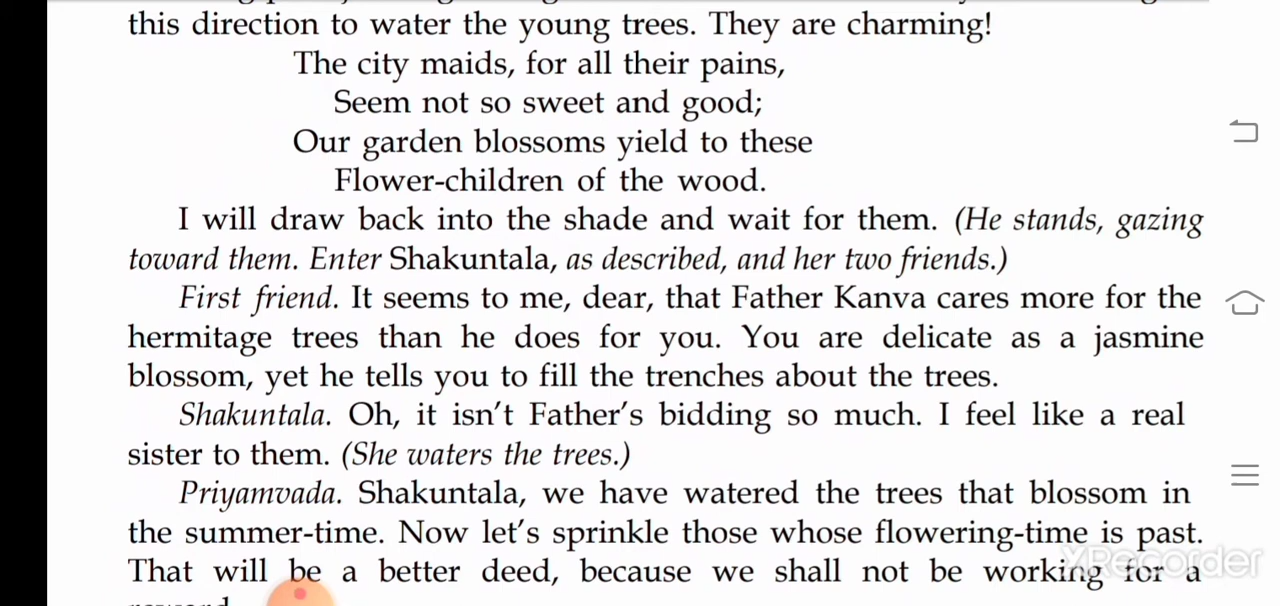 this direction to water the young trees. They are charming!
The city maids, for all their pains,
Seem not so sweet and good;
Our garden blossoms yield to these
Flower-children of the wood.
I will draw back into the shade and wait for them. (He stands, gazing
toward them. Enter Shakuntala, as described, and her two friends.)
First friend. It seems to me, dear, that Father Kanva cares more for the
hermitage trees than he does for you. You are delicate as a jasmine
blossom, yet he tells you to fill the trenches about the trees.
Shakuntala. Oh, it isn't Father's bidding so much. I feel like a real
sister to them. (She waters the trees.)
Priyamvada. Shakuntala, we have watered the trees that blossom in
the summer-time. Now let's sprinkle those whose flowering-time is past.
That will be a better deed, because we shall not be working for a
XRecorder